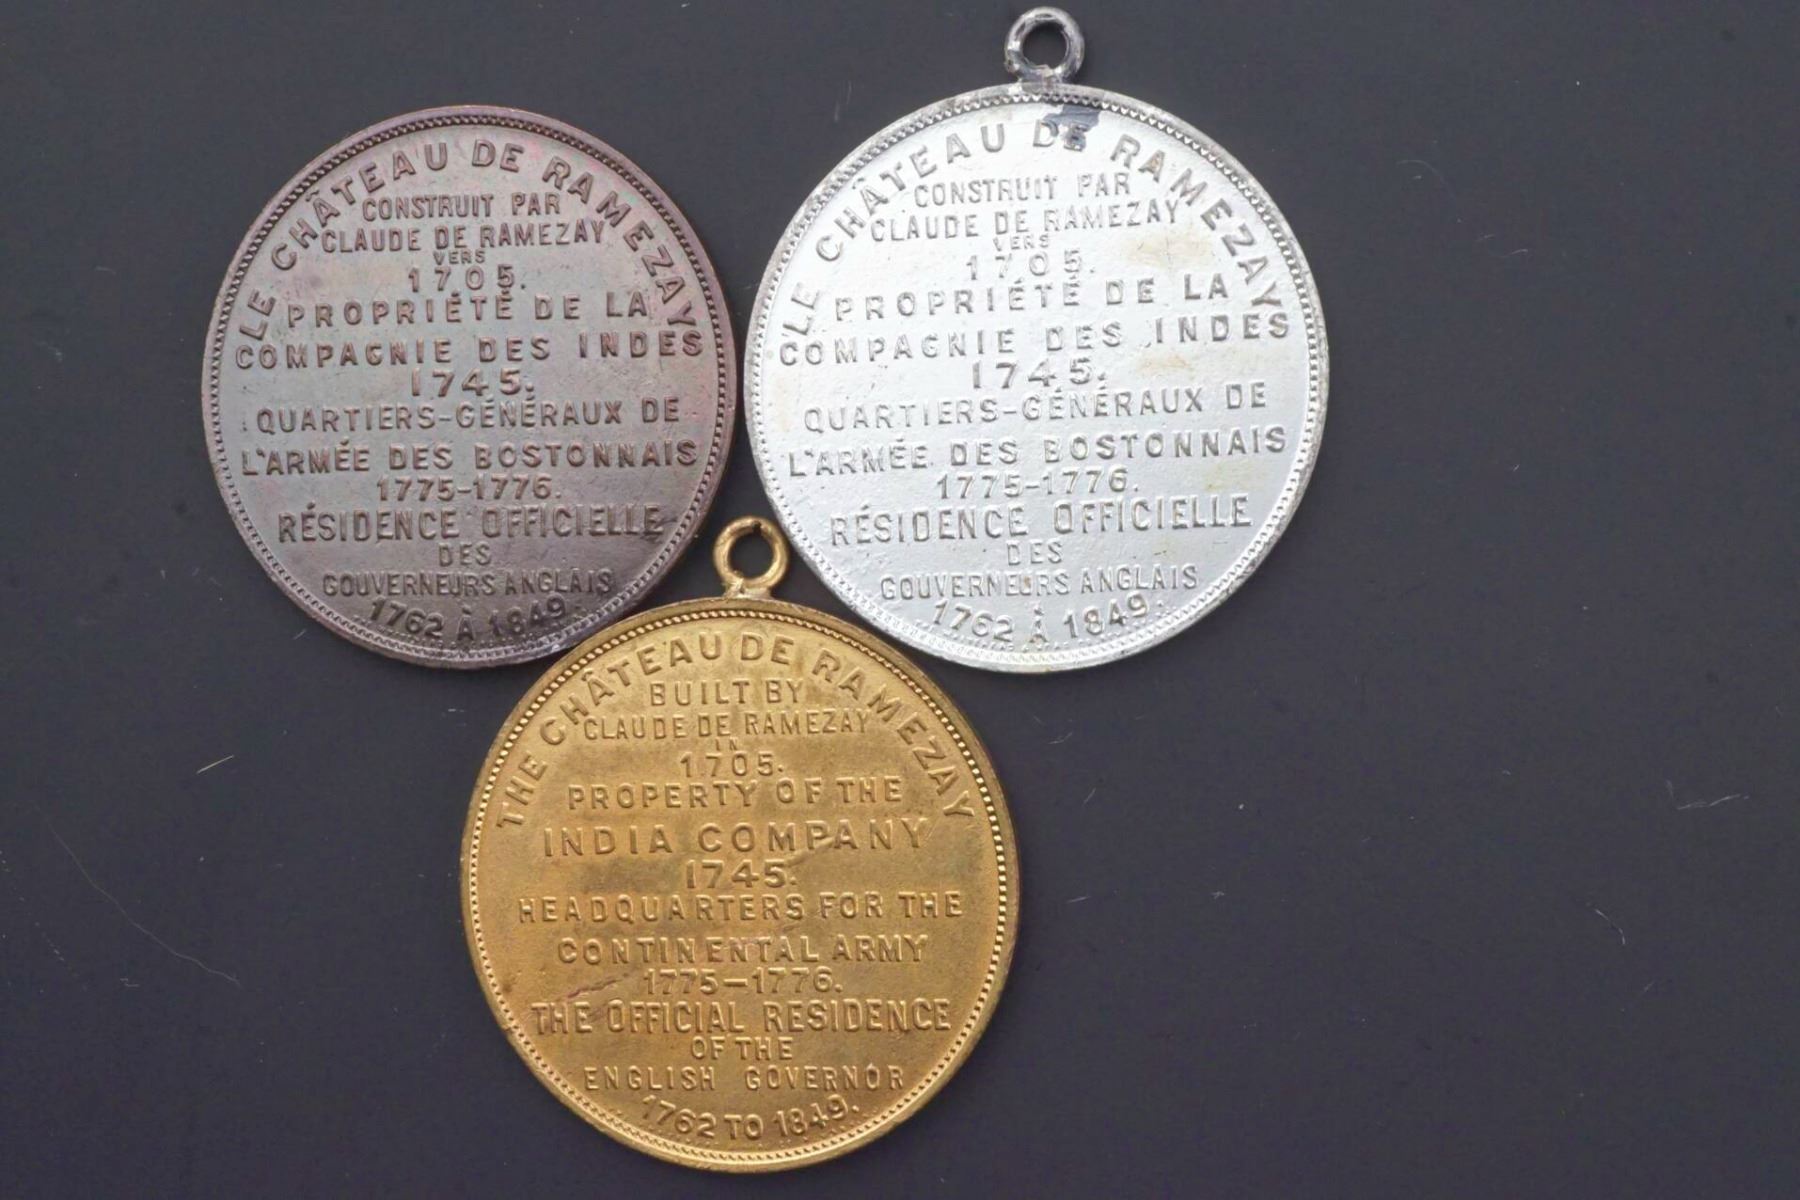 LE CHÂTEAU DE RAMEZAYS
CONSTRUIT PAR
CLAUDE DE RAMEZAY
VERS
1705.
PROPRIÉTÉ DE LA
COMPAGNIE DES INDES
1745.
QUARTIERS-GÉNÉRAUX DE
L'ARMÉE DES BOSTONNAIS
1775-1776.
RÉSIDENCE OFFICIELLE
DES
GOUVERNEURS ANGLAIS
1762 À 1849.
LE CHÂTEAU DE RAMEZAY
CONSTRUIT PAR
CLAUDE DE RAMEZAY
VERS
1705.
PROPRIÉTÉ DE LA
COMPAGNIE DES INDES
1745.
QUARTIERS-GÉNÉRAUX DE
L'ARMÉE DES BOSTONNAIS
1775-1776.
RÉSIDENCE OFFICIELLE
DES
GOUVERNEURS ANGLAIS
1762 À 1849.
THE CHÂTEAU DE RAMEZAY
BUILT BY
CLAUDE DE RAMEZAY
IN
1705.
PROPERTY OF THE
INDIA COMPANY
1745.
HEADQUARTERS FOR THE
CONTINENTAL ARMY
1775-1776.
THE OFFICIAL RESIDENCE
OF THE
ENGLISH GOVERNOR
1762 TO 1849.